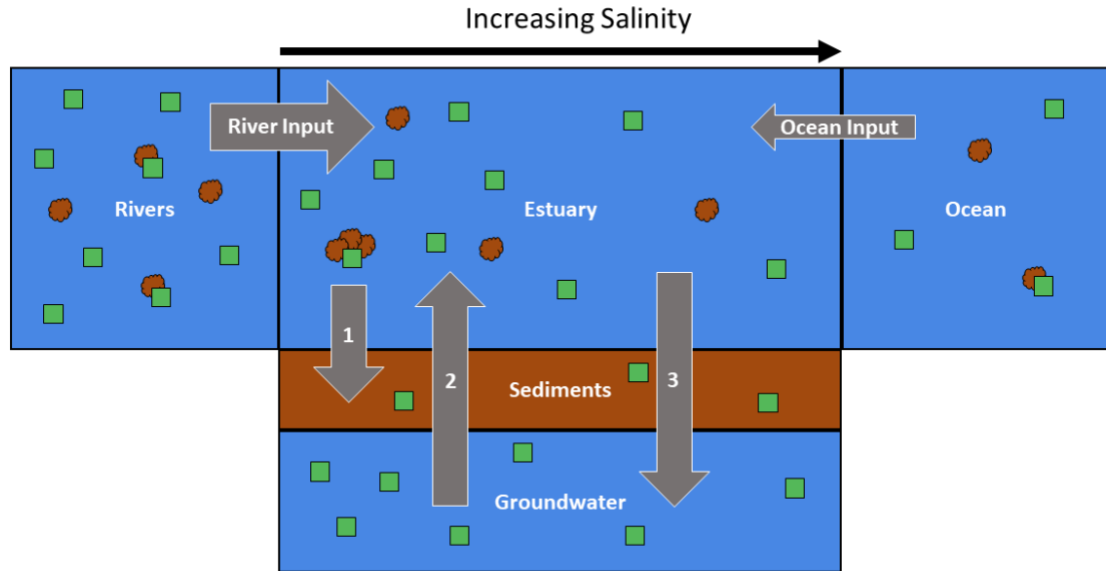 Increasing Salinity
River Input
Ocean Input
Rivers
Estuary
Ocean
1
2
3
Sediments
Groundwater